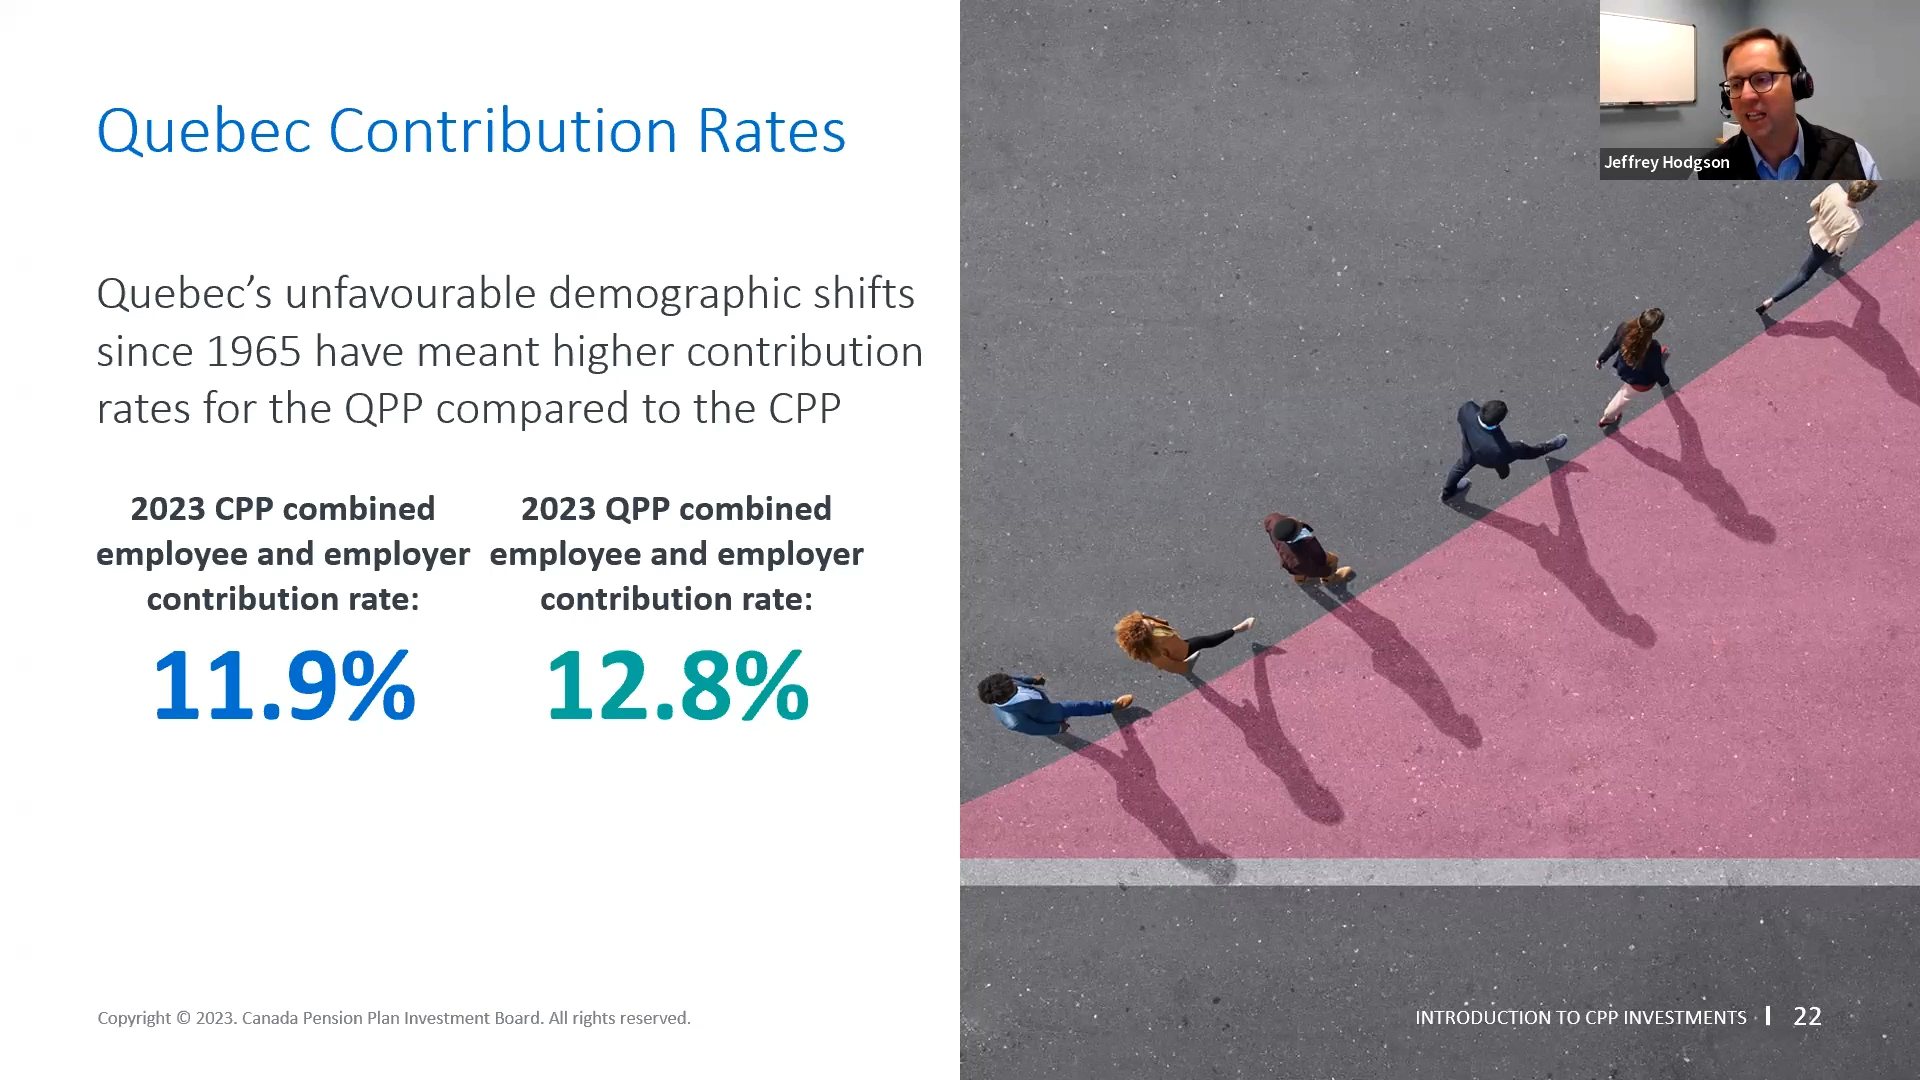 Quebec Contribution Rates
Jeffrey Hodgson
Quebec’s unfavourable demographic shifts
since 1965 have meant higher contribution
rates for the QPP compared to the CPP
2023 CPP combined
employee and employer
contribution rate:
11.9%
2023 QPP combined
employee and employer
contribution rate:
12.8%
Copyright © 2023. Canada Pension Plan Investment Board. All rights reserved.
INTRODUCTION TO CPP INVESTMENTS | 22